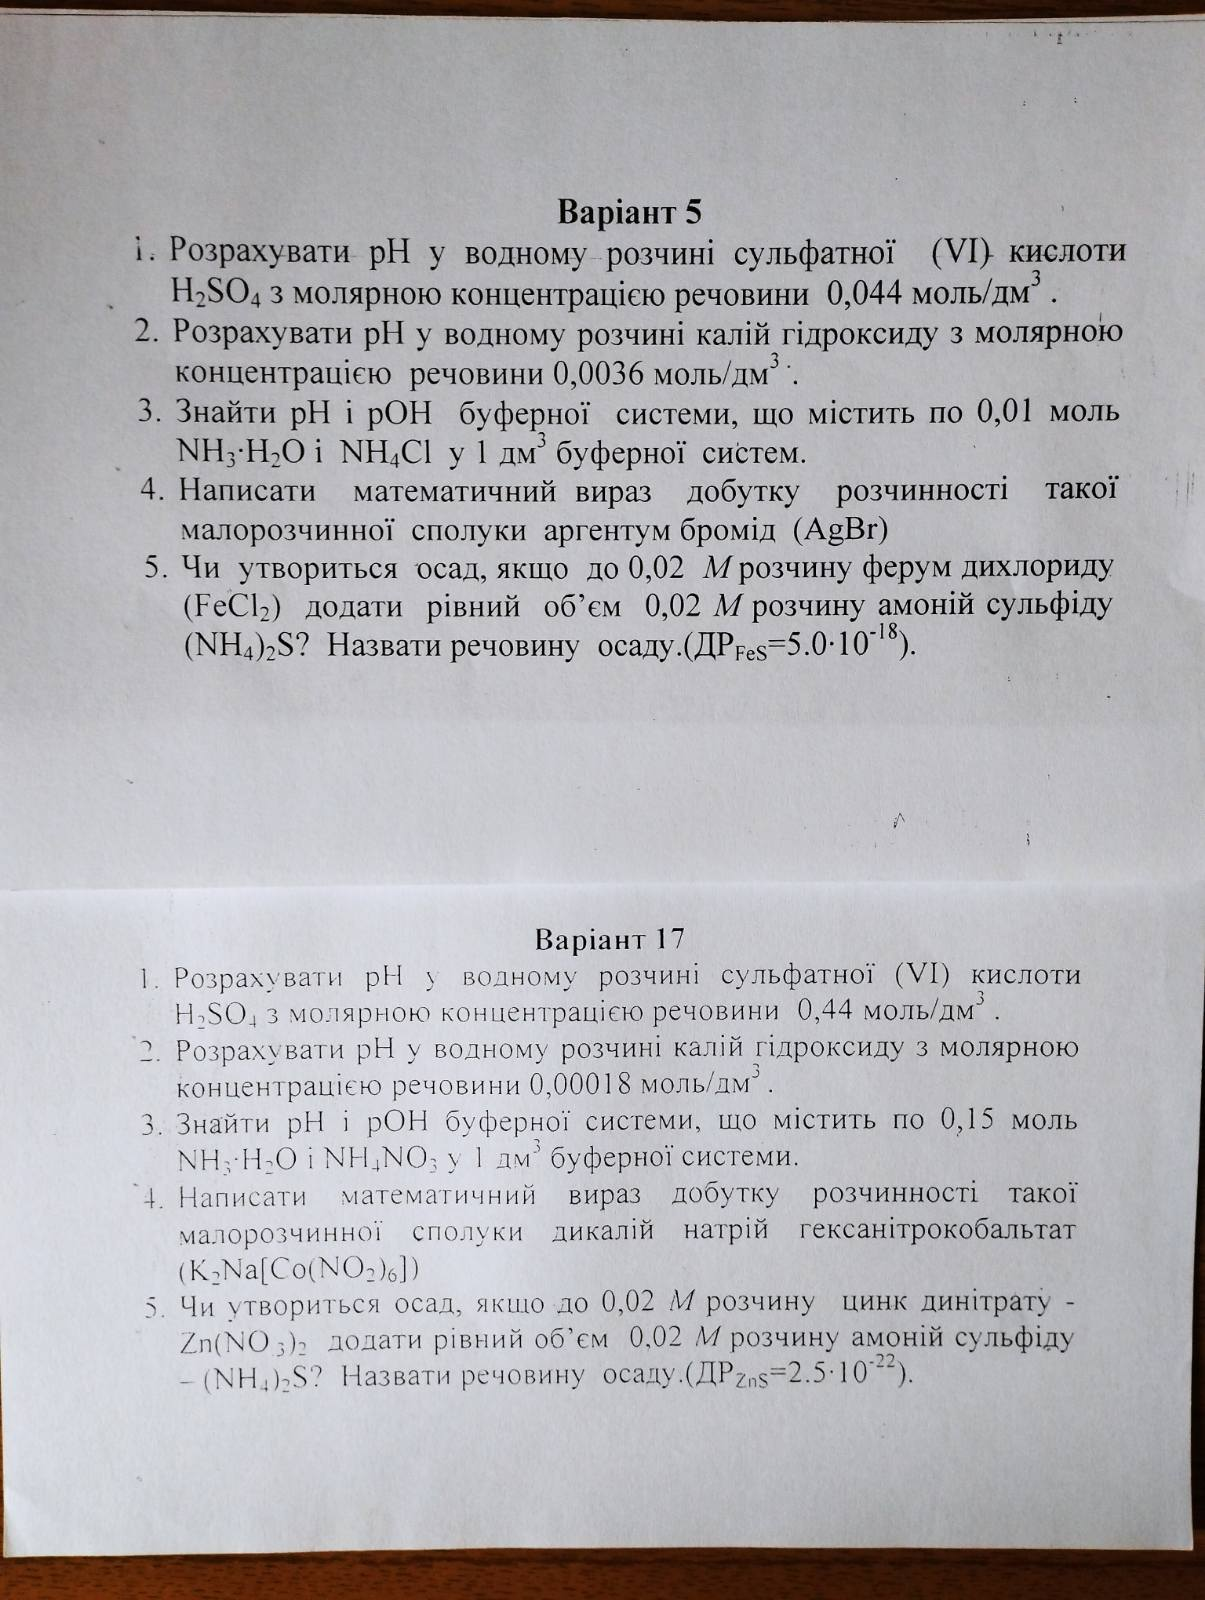 Варіант 5
1. Розрахувати pH у водному розчині сульфатної (VI) кислоти
H₂SO₄ з молярною концентрацією речовини 0,044 моль/дм³ .
2. Розрахувати pH у водному розчині калій гідроксиду з молярною
концентрацією речовини 0,0036 моль/дм³ .
3. Знайти pH і pOH буферної системи, що містить по 0,01 моль
NH₃·H₂O і NH₄Cl у 1 дм³ буферної систем.
4. Написати математичний вираз добутку розчинності такої
малорозчинної сполуки аргентум бромід (AgBr)
5. Чи утвориться осад, якщо до 0,02 M розчину ферум дихлориду
(FeCl₂) додати рівний об’єм 0,02 M розчину амоній сульфіду
(NH₄)₂S? Назвати речовину осаду.(ДР_FeS=5.0·10⁻¹⁸).
Варіант 17
1. Розрахувати pH у водному розчині сульфатної (VI) кислоти
H₂SO₄ з молярною концентрацією речовини 0,44 моль/дм³ .
2. Розрахувати pH у водному розчині калій гідроксиду з молярною
концентрацією речовини 0,00018 моль/дм³ .
3. Знайти pH і pOH буферної системи, що містить по 0,15 моль
NH₃·H₂O і NH₄NO₃ у 1 дм³ буферної системи.
4. Написати математичний вираз добутку розчинності такої
малорозчинної сполуки дикалій натрій гексанітрокобальтат
(K₂Na[Co(NO₂)₆])
5. Чи утвориться осад, якщо до 0,02 M розчину цинк динітрату -
Zn(NO₃)₂ додати рівний об’єм 0,02 M розчину амоній сульфіду
– (NH₄)₂S? Назвати речовину осаду.(ДР_ZnS=2.5·10⁻²²).